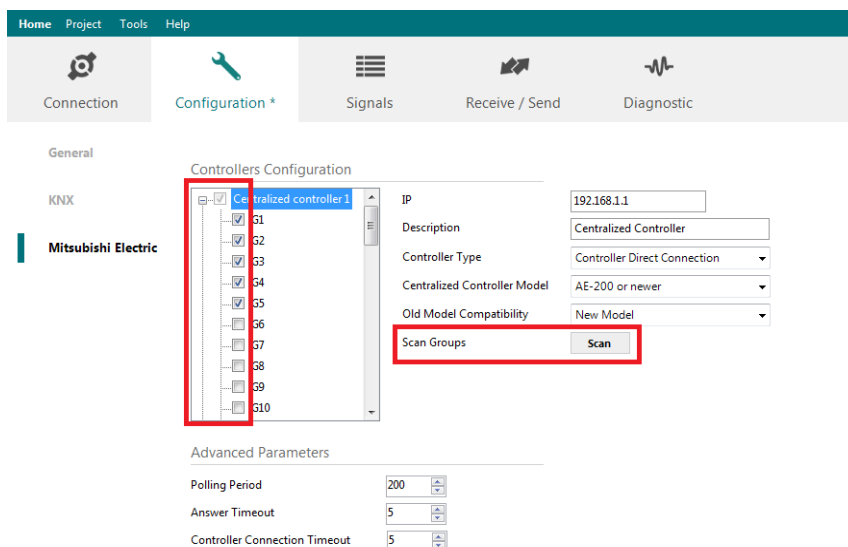 Home Project Tools Help
Connection Configuration * Signals Receive / Send Diagnostic
General
KNX
Mitsubishi Electric
Controllers Configuration
Centralized controller1
G1
G2
G3
G4
G5
G6
G7
G8
G9
G10
IP 192.168.1.1
Description Centralized Controller
Controller Type Controller Direct Connection
Centralized Controller Model AE-200 or newer
Old Model Compatibility New Model
Scan Groups Scan
Advanced Parameters
Polling Period 200
Answer Timeout 5
Controller Connection Timeout 5